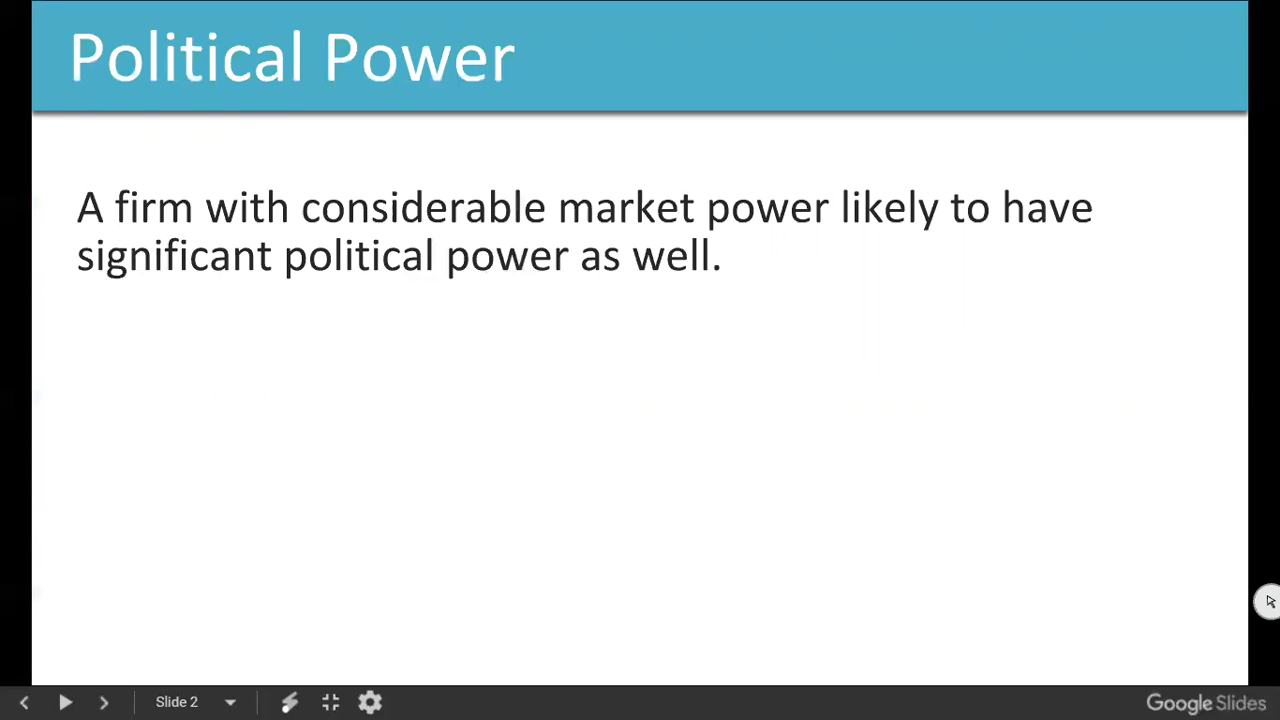 Political Power
A firm with considerable market power likely to have
significant political power as well.
Slide 2
Google Slides